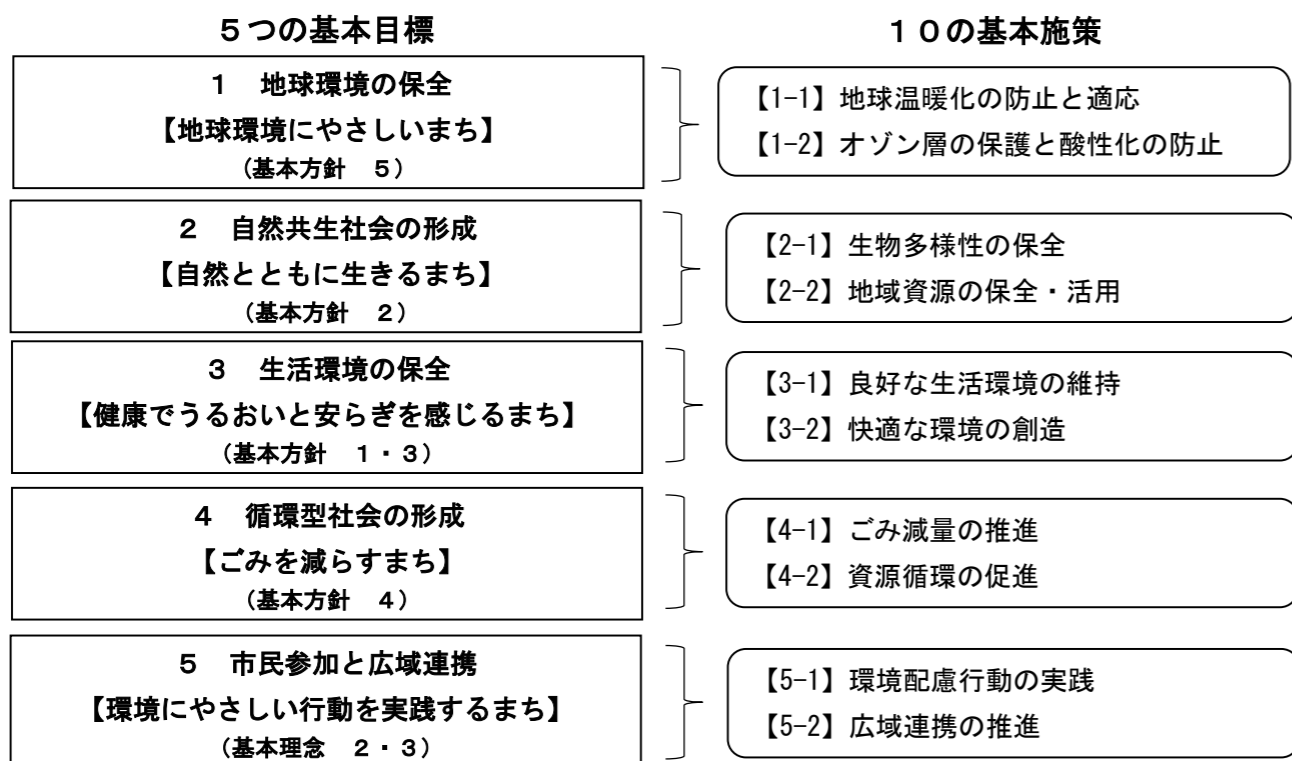 ５つの基本目標
１０の基本施策
１　地球環境の保全
【地球環境にやさしいまち】
（基本方針　５）
【1-1】地球温暖化の防止と適応
【1-2】オゾン層の保護と酸性化の防止
２　自然共生社会の形成
【自然とともに生きるまち】
（基本方針　２）
【2-1】生物多様性の保全
【2-2】地域資源の保全・活用
３　生活環境の保全
【健康でうるおいと安らぎを感じるまち】
（基本方針　１・３）
【3-1】良好な生活環境の維持
【3-2】快適な環境の創造
４　循環型社会の形成
【ごみを減らすまち】
（基本方針　４）
【4-1】ごみ減量の推進
【4-2】資源循環の促進
５　市民参加と広域連携
【環境にやさしい行動を実践するまち】
（基本理念　２・３）
【5-1】環境配慮行動の実践
【5-2】広域連携の推進